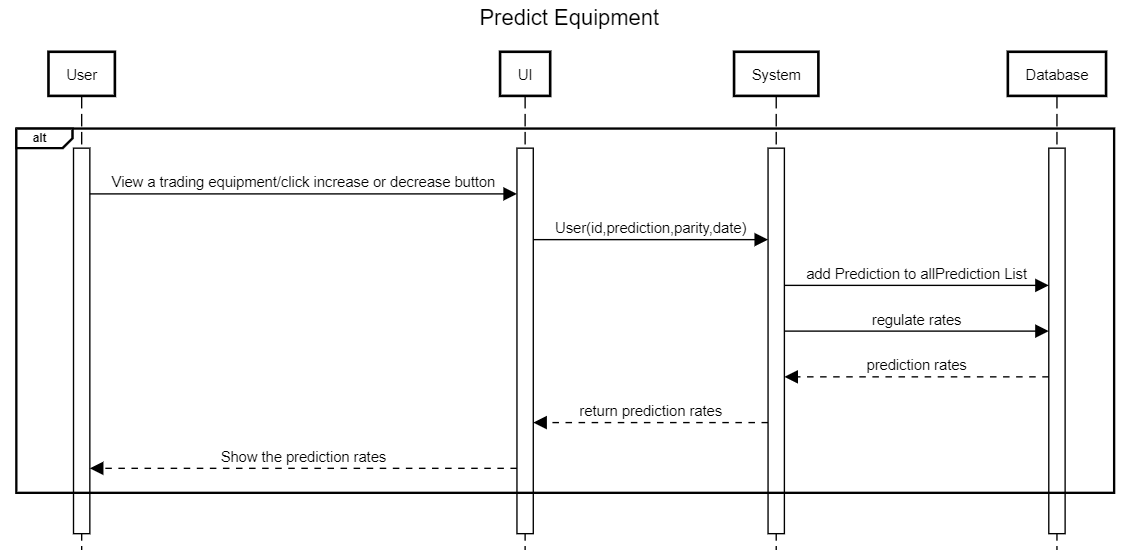 Predict Equipment
User
UI
System
Database
alt
View a trading equipment/click increase or decrease button
User(id,prediction,parity,date)
add Prediction to allPrediction List
regulate rates
prediction rates
return prediction rates
Show the prediction rates